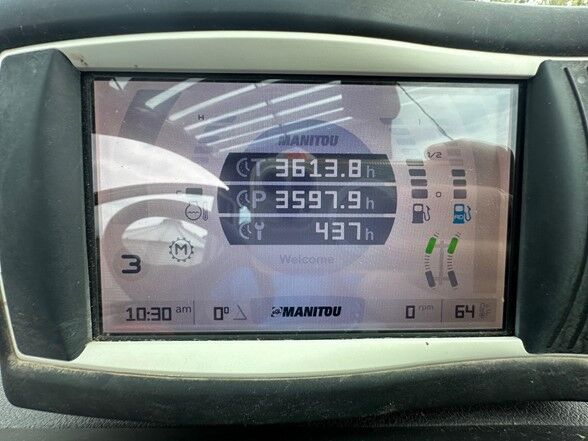 H
MANITOU
1/2
T 3613.8 h
P 3597.9 h
0
437 h
AD
Welcome
M
3
10:30 am 0° MANITOU 0 rpm 64